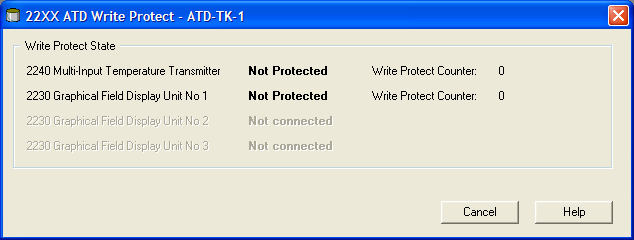 22XX ATD Write Protect - ATD-TK-1
Write Protect State
2240 Multi-Input Temperature Transmitter Not Protected Write Protect Counter: 0
2230 Graphical Field Display Unit No 1 Not Protected Write Protect Counter: 0
2230 Graphical Field Display Unit No 2 Not connected
2230 Graphical Field Display Unit No 3 Not connected
Cancel Help